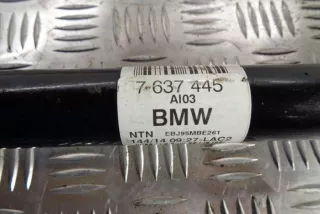 7 637 445
AI03
BMW
NTN EBJ99MBE261
144/14 09:27-LAC2